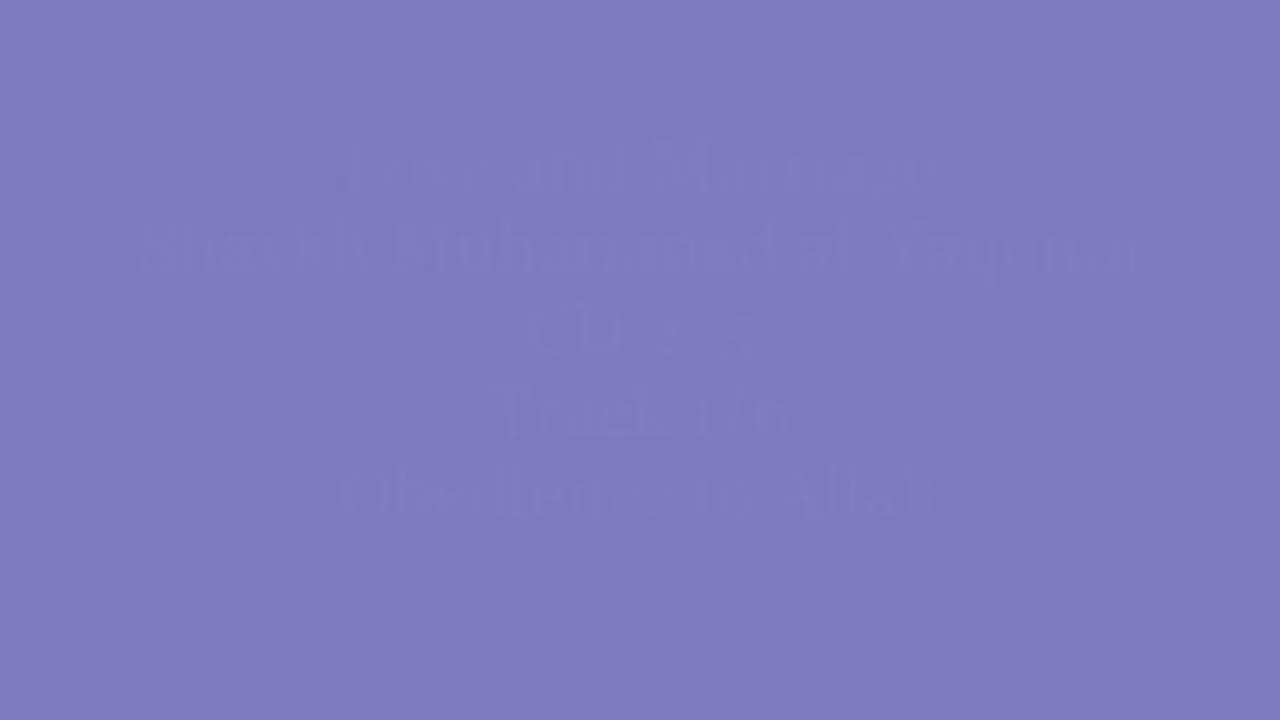 Love and Marriage
Shaykh Muhammad al-Yaqoubi
CD 2/5
Track 1/6
Obedience to Allah